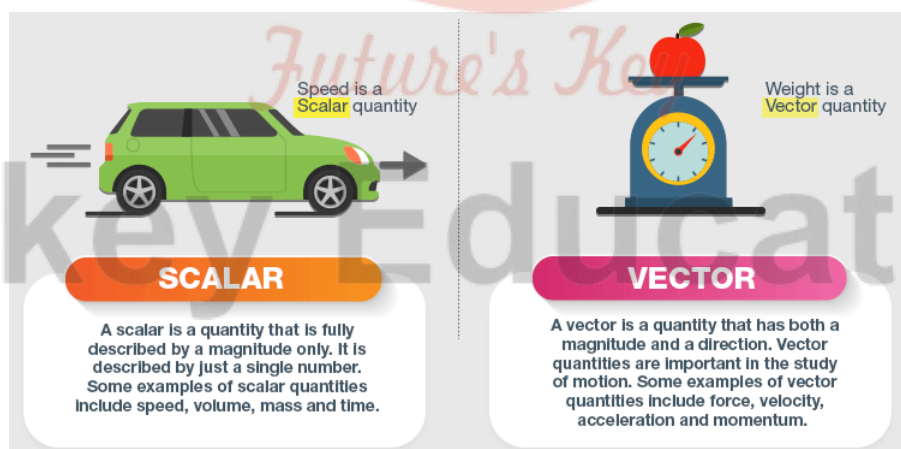 Future's Key
Speed is a
Scalar quantity
Weight is a
Vector quantity
key Educat
SCALAR
A scalar is a quantity that is fully
described by a magnitude only. It is
described by just a single number.
Some examples of scalar quantities
include speed, volume, mass and time.
VECTOR
A vector is a quantity that has both a
magnitude and a direction. Vector
quantities are important in the study
of motion. Some examples of vector
quantities include force, velocity,
acceleration and momentum.